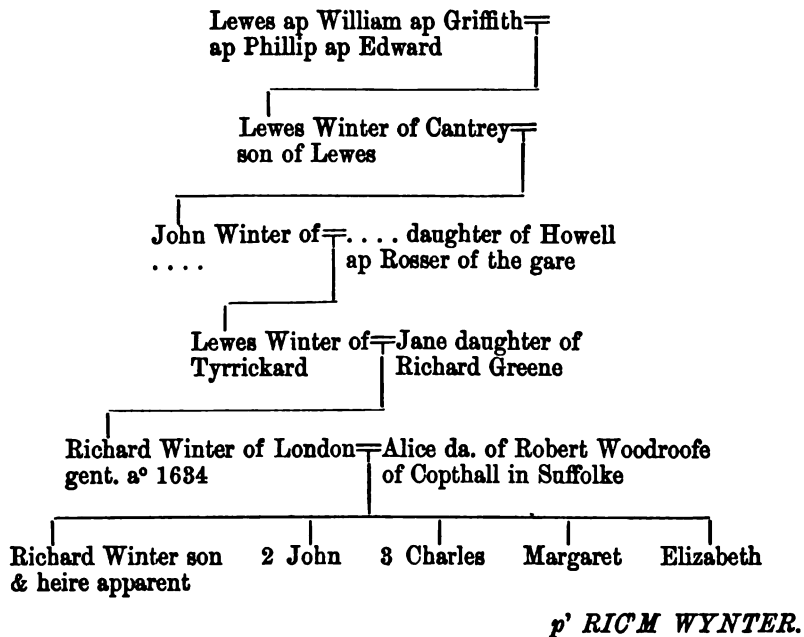 Lewes ap William ap Griffith=
ap Phillip ap Edward
Lewes Winter of Cantrey=
son of Lewes
John Winter of=. . . . daughter of Howell
. . . . ap Rosser of the gare
Lewes Winter of=Jane daughter of
Tyrrickard Richard Greene
Richard Winter of London=Alice da. of Robert Woodroofe
gent. aº 1634 of Copthall in Suffolke
Richard Winter son 2 John 3 Charles Margaret Elizabeth
& heire apparent
p' RIC'M WYNTER.